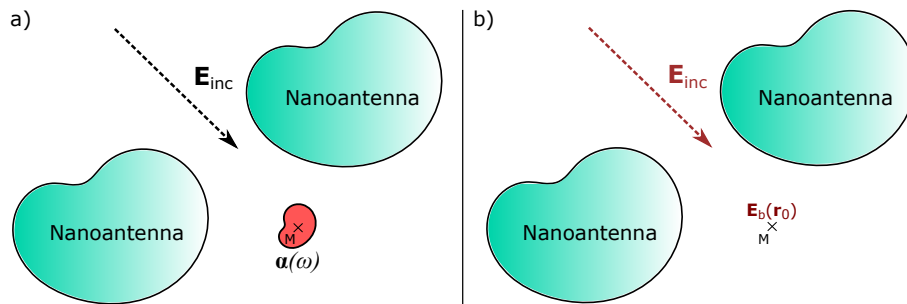 a)
E_inc
Nanoantenna
Nanoantenna
M
α(ω)
b)
E_inc
Nanoantenna
E_b(r_0)
Nanoantenna
M